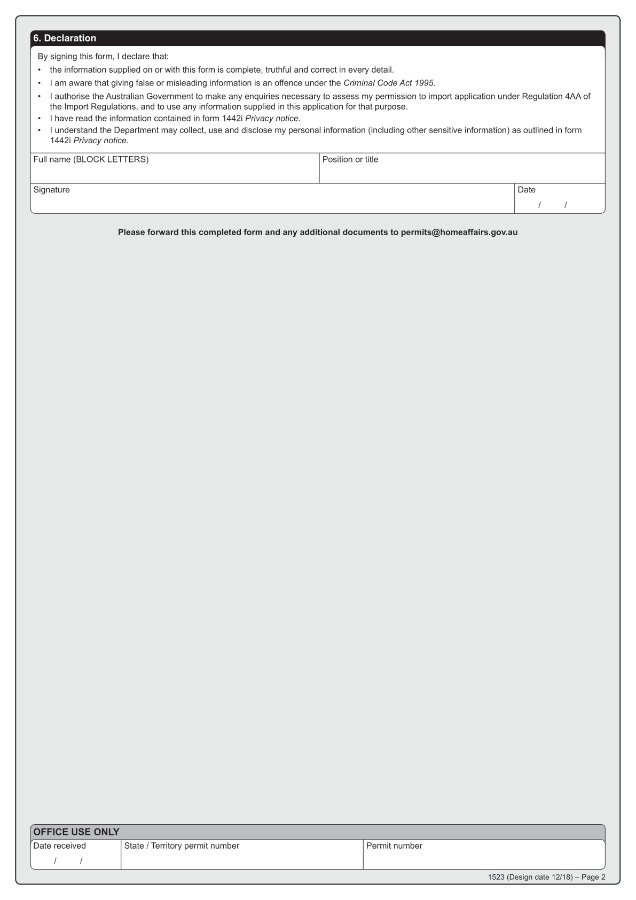 6. Declaration
By signing this form, I declare that:
• the information supplied on or with this form is complete, truthful and correct in every detail.
• I am aware that giving false or misleading information is an offence under the Criminal Code Act 1995.
• I authorise the Australian Government to make any enquiries necessary to assess my permission to import application under Regulation 4AA of
the Import Regulations, and to use any information supplied in this application for that purpose.
• I have read the information contained in form 1442i Privacy notice.
• I understand the Department may collect, use and disclose my personal information (including other sensitive information) as outlined in form
1442i Privacy notice.
Full name (BLOCK LETTERS) Position or title
Signature Date
/ /
Please forward this completed form and any additional documents to permits@homeaffairs.gov.au
OFFICE USE ONLY
Date received State / Territory permit number Permit number
/ /
1523 (Design date 12/18) – Page 2